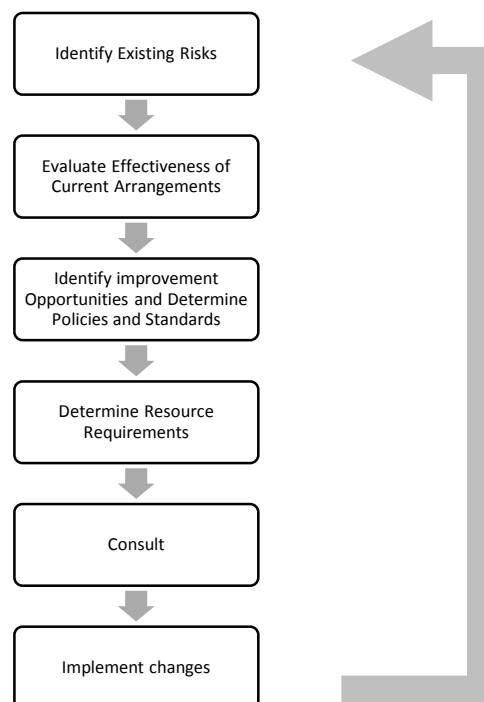 Identify Existing Risks
Evaluate Effectiveness of
Current Arrangements
Identify improvement
Opportunities and Determine
Policies and Standards
Determine Resource
Requirements
Consult
Implement changes